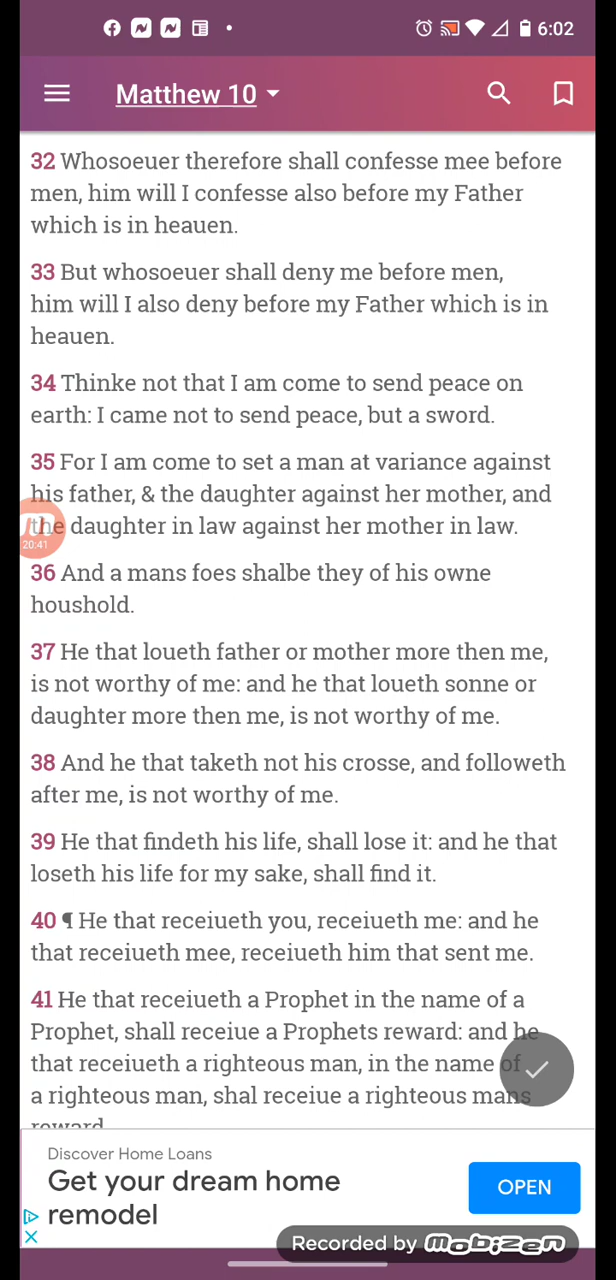 6:02
Matthew 10
32 Whosoeuer therefore shall confesse mee before
men, him will I confesse also before my Father
which is in heauen.
33 But whosoeuer shall deny me before men,
him will I also deny before my Father which is in
heauen.
34 Thinke not that I am come to send peace on
earth: I came not to send peace, but a sword.
35 For I am come to set a man at variance against
his father, & the daughter against her mother, and
the daughter in law against her mother in law.
20:41
36 And a mans foes shalbe they of his owne
houshold.
37 He that loueth father or mother more then me,
is not worthy of me: and he that loueth sonne or
daughter more then me, is not worthy of me.
38 And he that taketh not his crosse, and followeth
after me, is not worthy of me.
39 He that findeth his life, shall lose it: and he that
loseth his life for my sake, shall find it.
40 ¶ He that receiueth you, receiueth me: and he
that receiueth mee, receiueth him that sent me.
41 He that receiueth a Prophet in the name of a
Prophet, shall receiue a Prophets reward: and he
that receiueth a righteous man, in the name of
a righteous man, shal receiue a righteous mans
reward
Discover Home Loans
Get your dream home
remodel
OPEN
Recorded by mobizen